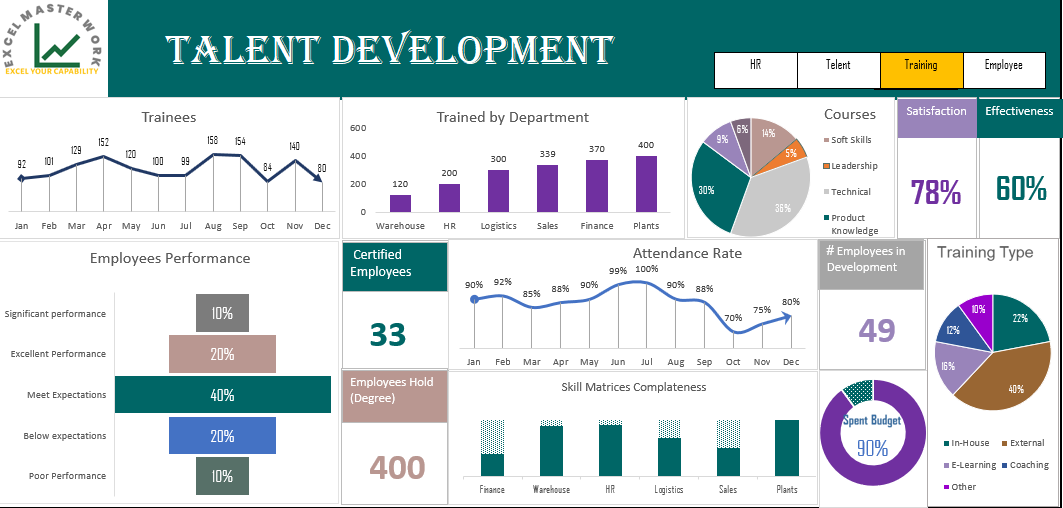 EXCEL MASTER WORK
EXCEL YOUR CAPABILITY
TALENT DEVELOPMENT
HR
Telent
Training
Employee
Trainees
92
101
129
152
120
100
99
158
154
84
140
80
Jan
Feb
Mar
Apr
May
Jun
Jul
Aug
Sep
Oct
Nov
Dec
Trained by Department
600
400
200
0
120
200
300
339
370
400
Warehouse
HR
Logistics
Sales
Finance
Plants
Courses
14%
5%
36%
30%
9%
6%
Soft Skills
Leadership
Technical
Product
Knowledge
Satisfaction
78%
Effectiveness
60%
Employees Performance
Significant performance
10%
Excellent Performance
20%
Meet Expectations
40%
Below expectations
20%
Poor Performance
10%
Certified
Employees
33
Employees Hold
(Degree)
400
Attendance Rate
90%
92%
85%
88%
90%
99%
100%
90%
88%
70%
75%
80%
Jan
Feb
Mar
Apr
May
Jun
Jul
Aug
Sep
Oct
Nov
Dec
Skill Matrices Complateness
Finance
Warehouse
HR
Logistics
Sales
Plants
# Employees in
Development
49
Spent Budget
90%
Training Type
22%
40%
16%
12%
10%
In-House
External
E-Learning
Coaching
Other